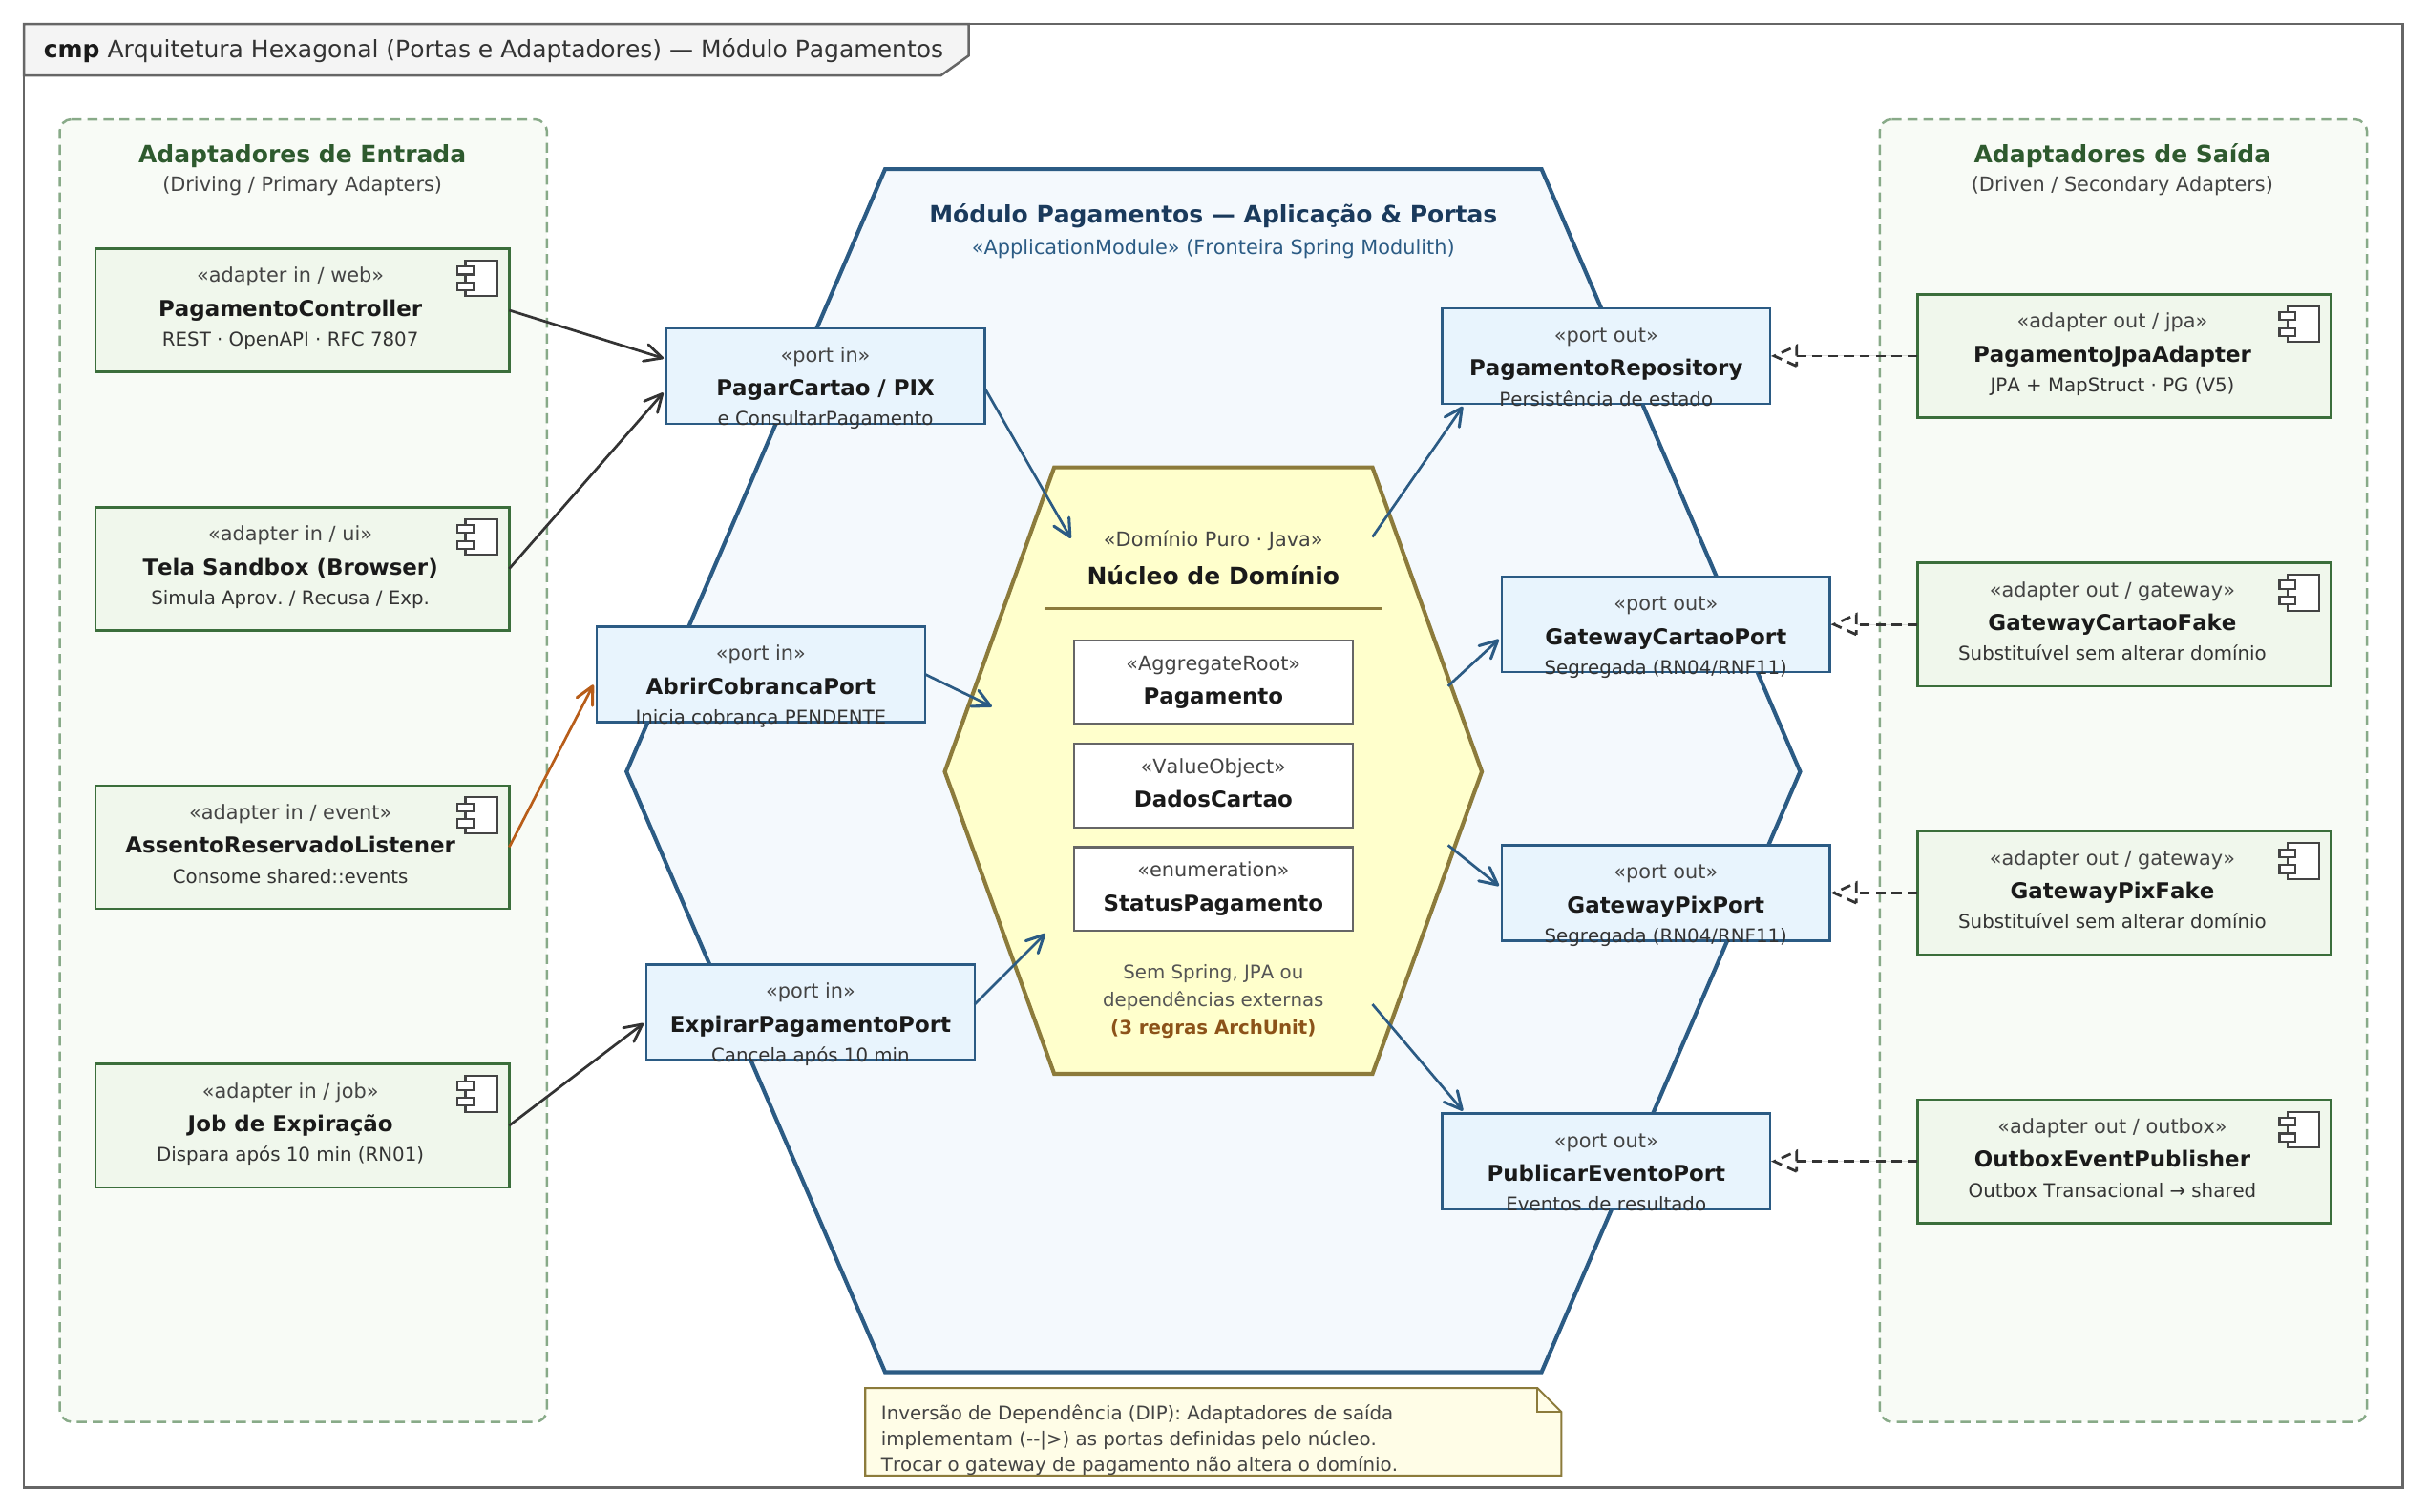 cmp Arquitetura Hexagonal (Portas e Adaptadores) — Módulo Pagamentos
Adaptadores de Entrada
(Driving / Primary Adapters)
«adapter in / web»
PagamentoController
REST · OpenAPI · RFC 7807
«adapter in / ui»
Tela Sandbox (Browser)
Simula Aprov. / Recusa / Exp.
«adapter in / event»
AssentoReservadoListener
Consome shared::events
«adapter in / job»
Job de Expiração
Dispara após 10 min (RN01)
Módulo Pagamentos — Aplicação & Portas
«ApplicationModule» (Fronteira Spring Modulith)
«port in»
PagarCartao / PIX
e ConsultarPagamento
«port in»
AbrirCobrancaPort
Inicia cobrança PENDENTE
«port in»
ExpirarPagamentoPort
Cancela após 10 min
«Domínio Puro · Java»
Núcleo de Domínio
«AggregateRoot»
Pagamento
«ValueObject»
DadosCartao
«enumeration»
StatusPagamento
Sem Spring, JPA ou
dependências externas
(3 regras ArchUnit)
«port out»
PagamentoRepository
Persistência de estado
«port out»
GatewayCartaoPort
Segregada (RN04/RNF11)
«port out»
GatewayPixPort
Segregada (RN04/RNF11)
«port out»
PublicarEventoPort
Eventos de resultado
Adaptadores de Saída
(Driven / Secondary Adapters)
«adapter out / jpa»
PagamentoJpaAdapter
JPA + MapStruct · PG (V5)
«adapter out / gateway»
GatewayCartaoFake
Substituível sem alterar domínio
«adapter out / gateway»
GatewayPixFake
Substituível sem alterar domínio
«adapter out / outbox»
OutboxEventPublisher
Outbox Transacional → shared
Inversão de Dependência (DIP): Adaptadores de saída
implementam (--|>) as portas definidas pelo núcleo.
Trocar o gateway de pagamento não altera o domínio.